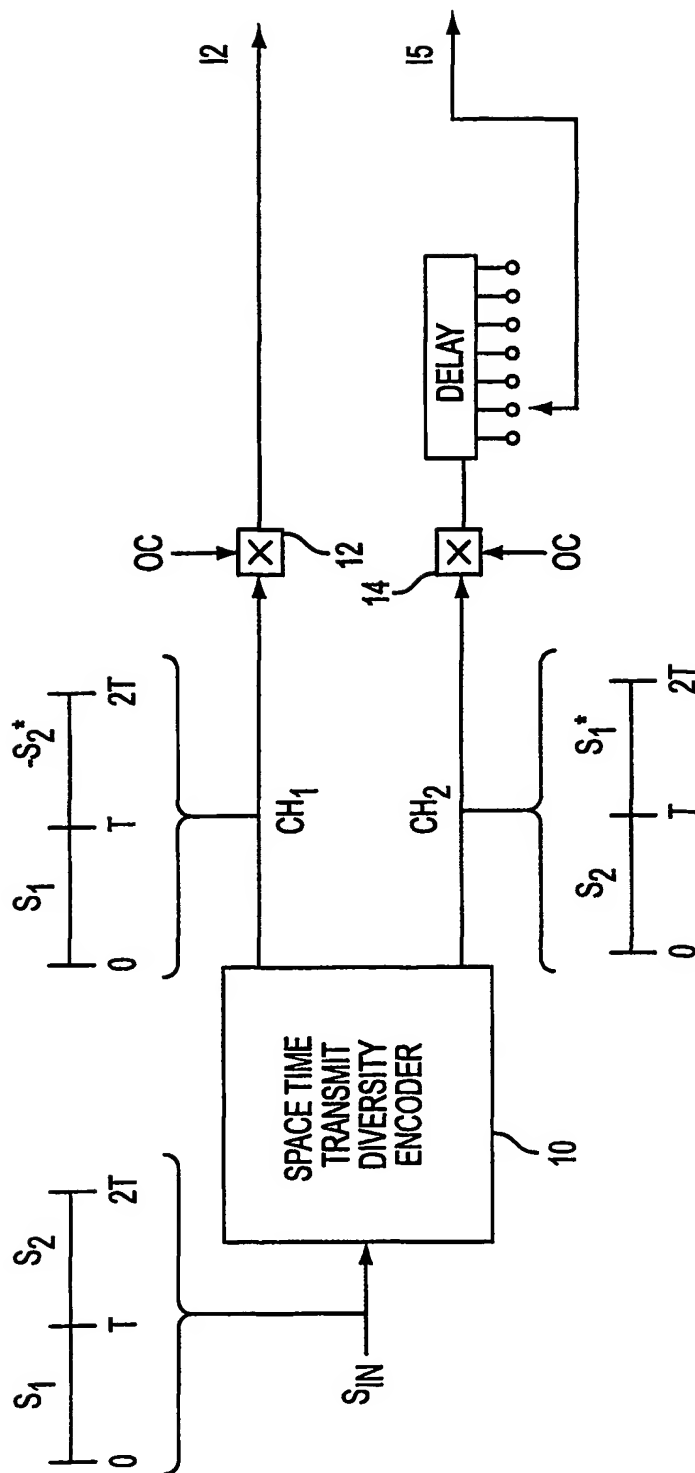 S1 S2
0 T 2T
SIN
SPACE TIME
TRANSMIT
DIVERSITY
ENCODER
10
S1 -S2*
0 T 2T
CH1
CH2
S2 S1*
0 T 2T
OC
X
12
14
X
OC
DELAY
I2
I5